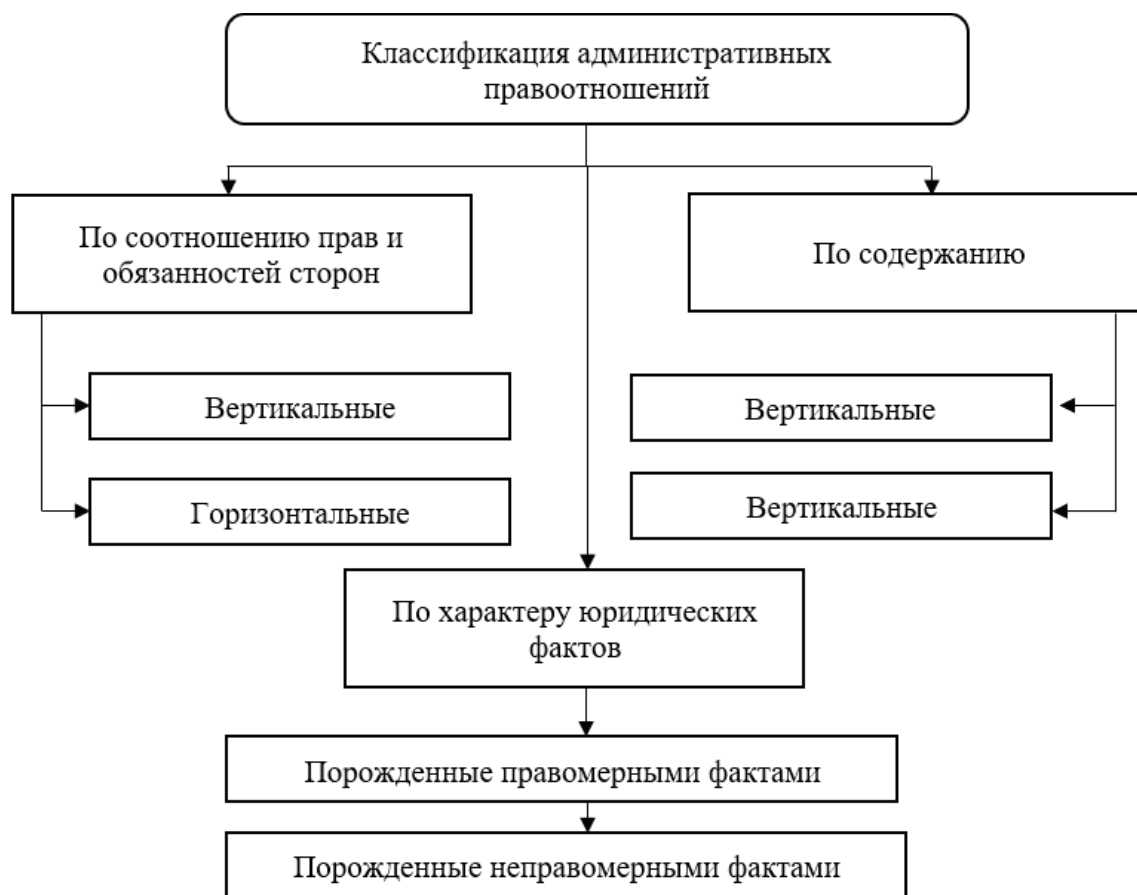 Классификация административных
правоотношений
По соотношению прав и
обязанностей сторон
По содержанию
Вертикальные
Вертикальные
Горизонтальные
Вертикальные
По характеру юридических
фактов
Порожденные правомерными фактами
Порожденные неправомерными фактами